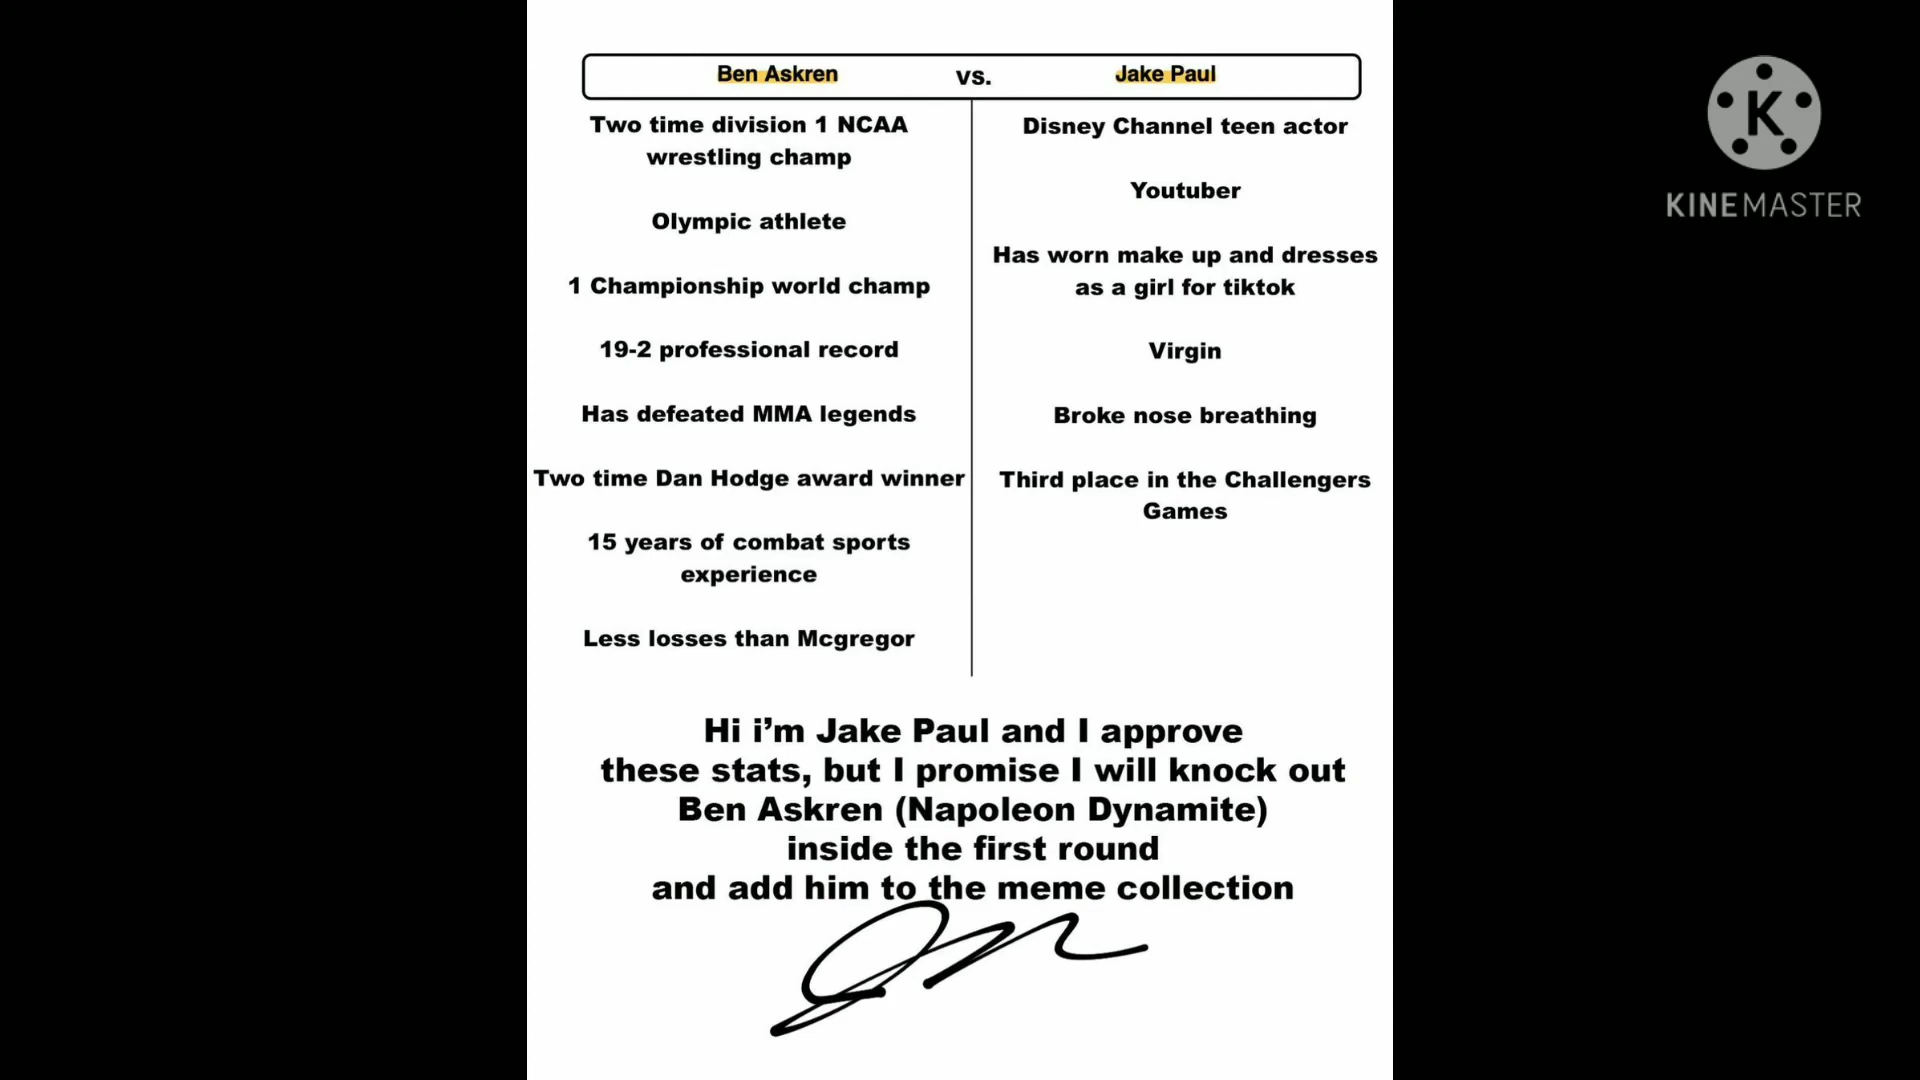 Ben Askren vs. Jake Paul
Two time division 1 NCAA
wrestling champ
Olympic athlete
1 Championship world champ
19-2 professional record
Has defeated MMA legends
Two time Dan Hodge award winner
15 years of combat sports
experience
Less losses than Mcgregor
Disney Channel teen actor
Youtuber
Has worn make up and dresses
as a girl for tiktok
Virgin
Broke nose breathing
Third place in the Challengers
Games
Hi i’m Jake Paul and I approve
these stats, but I promise I will knock out
Ben Askren (Napoleon Dynamite)
inside the first round
and add him to the meme collection
K
KINEMASTER